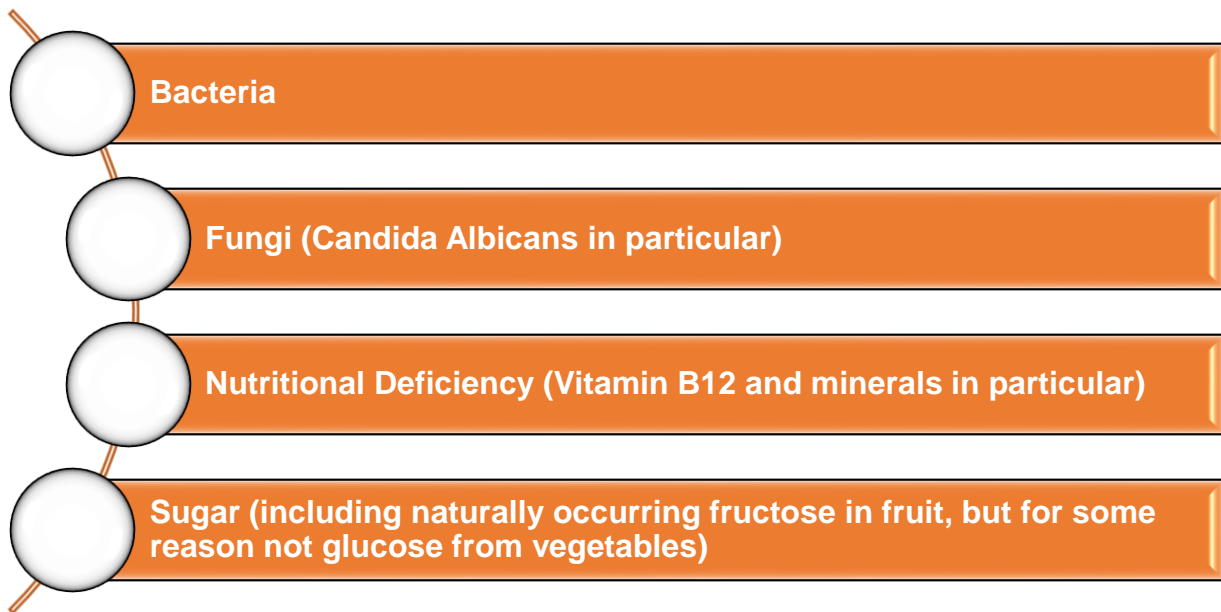 Bacteria
Fungi (Candida Albicans in particular)
Nutritional Deficiency (Vitamin B12 and minerals in particular)
Sugar (including naturally occurring fructose in fruit, but for some
reason not glucose from vegetables)